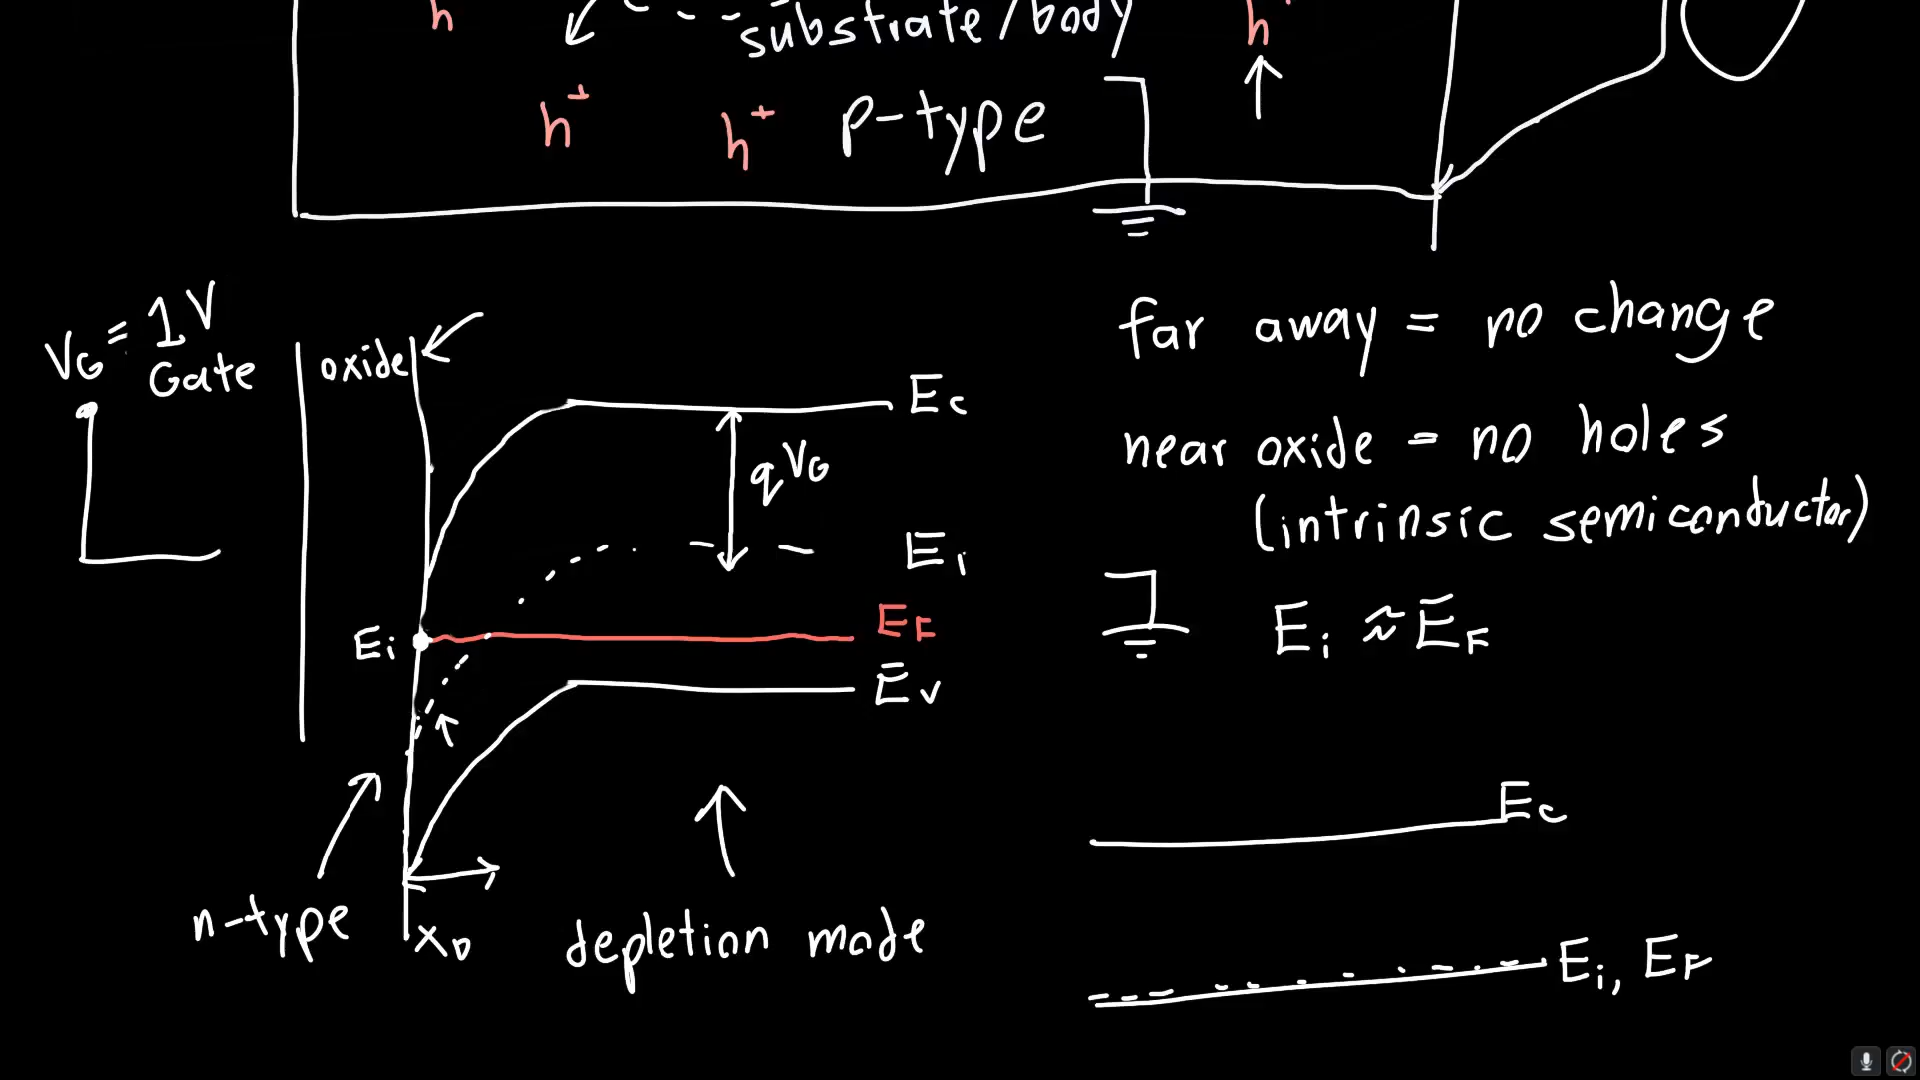 h
substrate/body
h
h⁺
h⁺
p-type
V_G = 1V
Gate
oxide
E_c
qV_G
E_i
E_F
E_v
E_i
n-type
x_D
depletion mode
far away = no change
near oxide = no holes
(intrinsic semiconductor)
E_i ≈ E_F
E_c
E_i, E_F